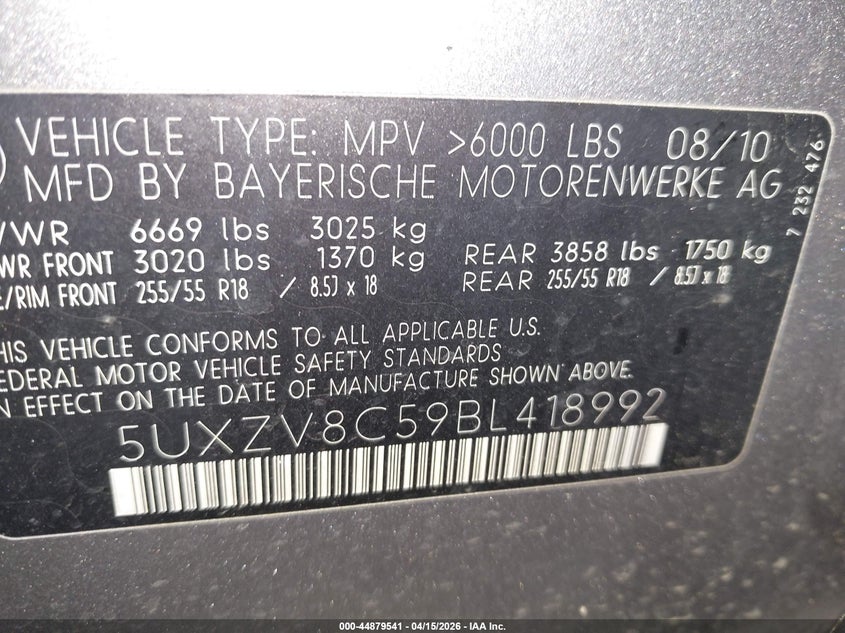 VEHICLE TYPE: MPV >6000 LBS 08/10
MFD BY BAYERISCHE MOTORENWERKE AG
VWR 6669 lbs 3025 kg
WR FRONT 3020 lbs 1370 kg REAR 3858 lbs 1750 kg
E/RIM FRONT 255/55 R18 / 8.5J x 18 REAR 255/55 R18 / 8.5J x 18
HIS VEHICLE CONFORMS TO ALL APPLICABLE U.S.
EDERAL MOTOR VEHICLE SAFETY STANDARDS
N EFFECT ON THE DATE OF MANUFACTURE SHOWN ABOVE.
5UXZV8C59BL418992
7 232 476
000-44879541 - 04/15/2026 - IAA Inc.